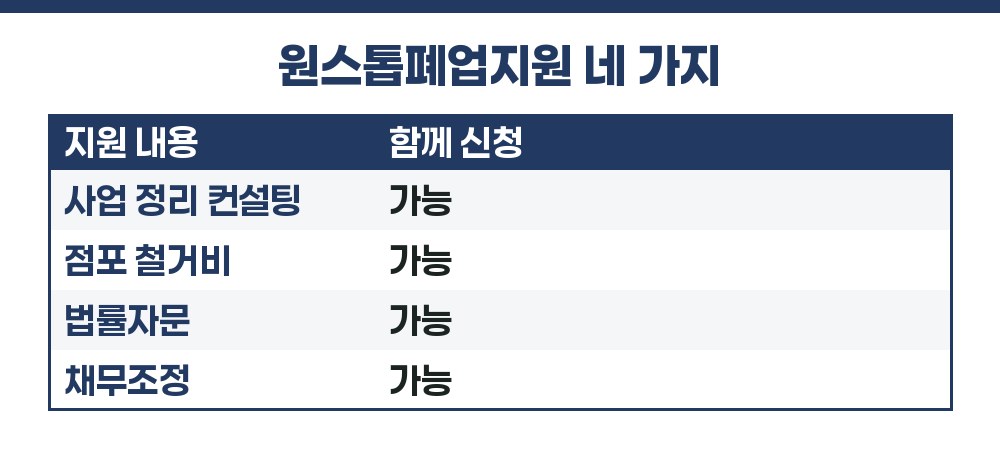 원스톱폐업지원 네 가지
지원 내용 함께 신청
사업 정리 컨설팅 가능
점포 철거비 가능
법률자문 가능
채무조정 가능